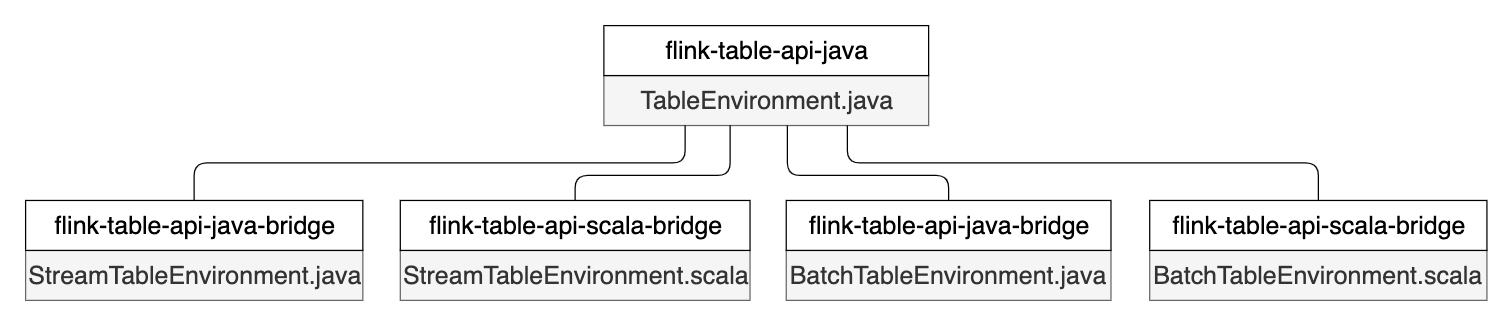 flink-table-api-java
TableEnvironment.java
flink-table-api-java-bridge
StreamTableEnvironment.java
flink-table-api-scala-bridge
StreamTableEnvironment.scala
flink-table-api-java-bridge
BatchTableEnvironment.java
flink-table-api-scala-bridge
BatchTableEnvironment.scala